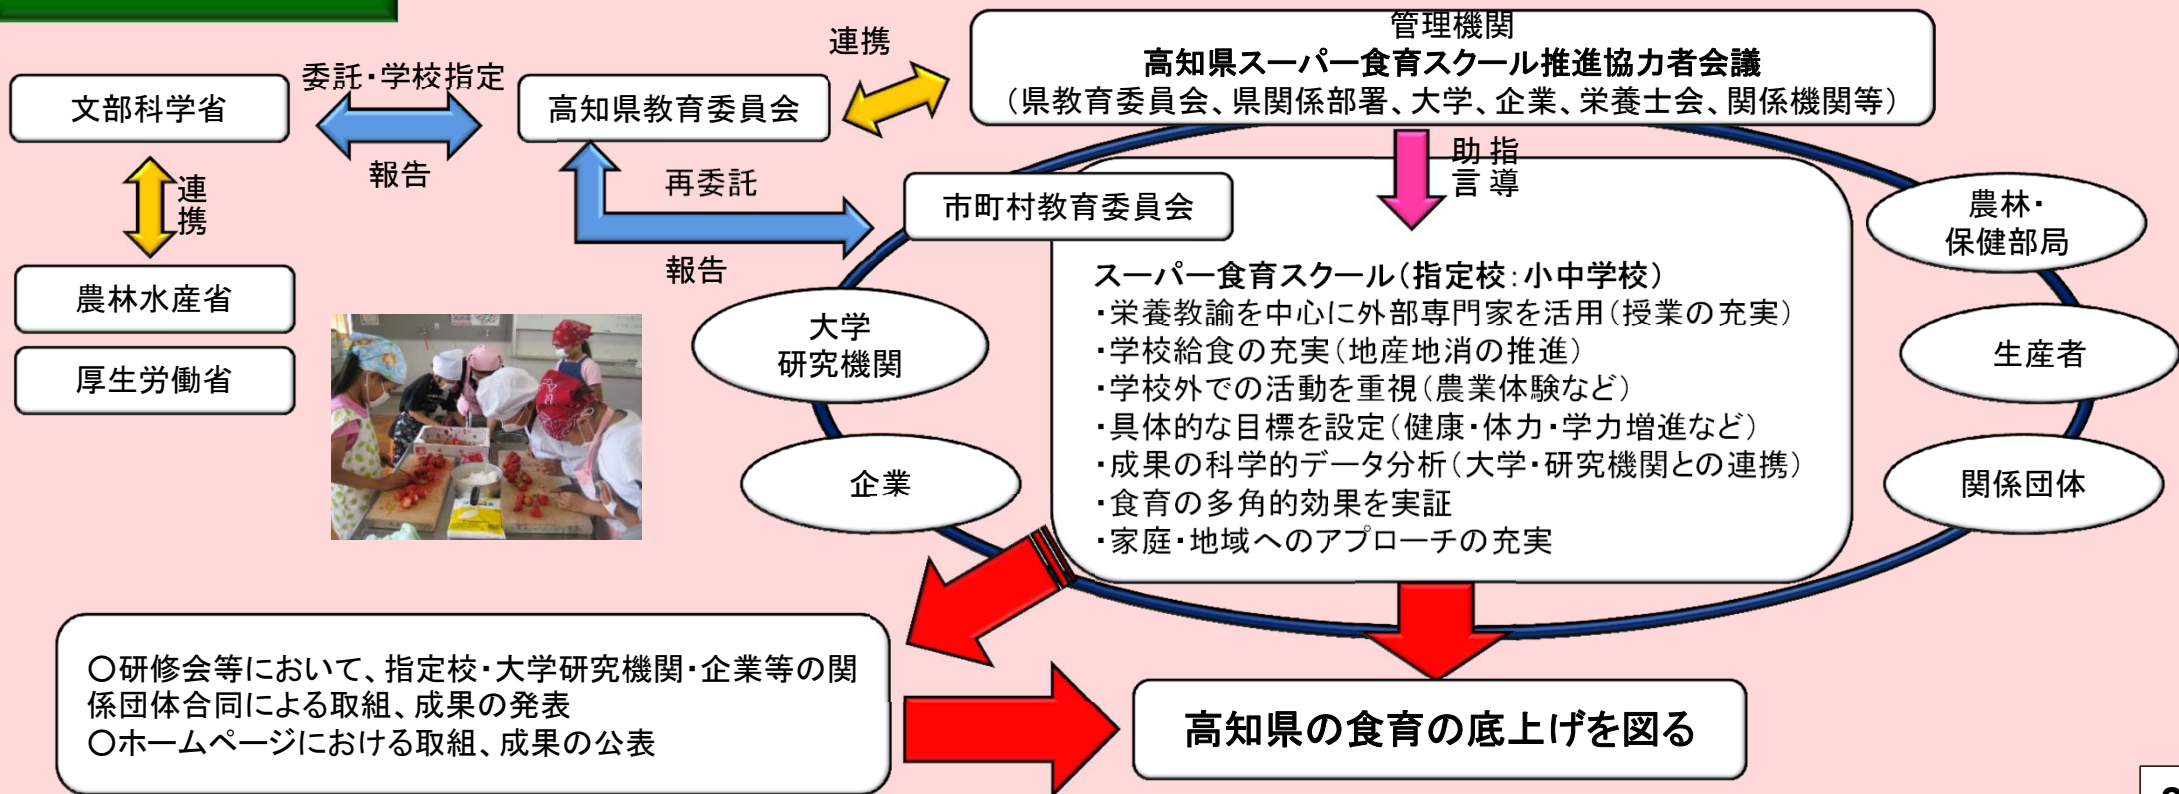 管理機関
高知県スーパー食育スクール推進協力者会議
（県教育委員会、県関係部署、大学、企業、栄養士会、関係機関等）
連携
委託・学校指定
文部科学省
高知県教育委員会
報告
連携
再委託
報告
助言
指導
市町村教育委員会
農林・
保健部局
農林水産省
厚生労働省
大学
研究機関
企業
生産者
関係団体
スーパー食育スクール（指定校：小中学校）
・栄養教諭を中心に外部専門家を活用（授業の充実）
・学校給食の充実（地産地消の推進）
・学校外での活動を重視（農業体験など）
・具体的な目標を設定（健康・体力・学力増進など）
・成果の科学的データ分析（大学・研究機関との連携）
・食育の多角的効果を実証
・家庭・地域へのアプローチの充実
〇研修会等において、指定校・大学研究機関・企業等の関
係団体合同による取組、成果の発表
〇ホームページにおける取組、成果の公表
高知県の食育の底上げを図る